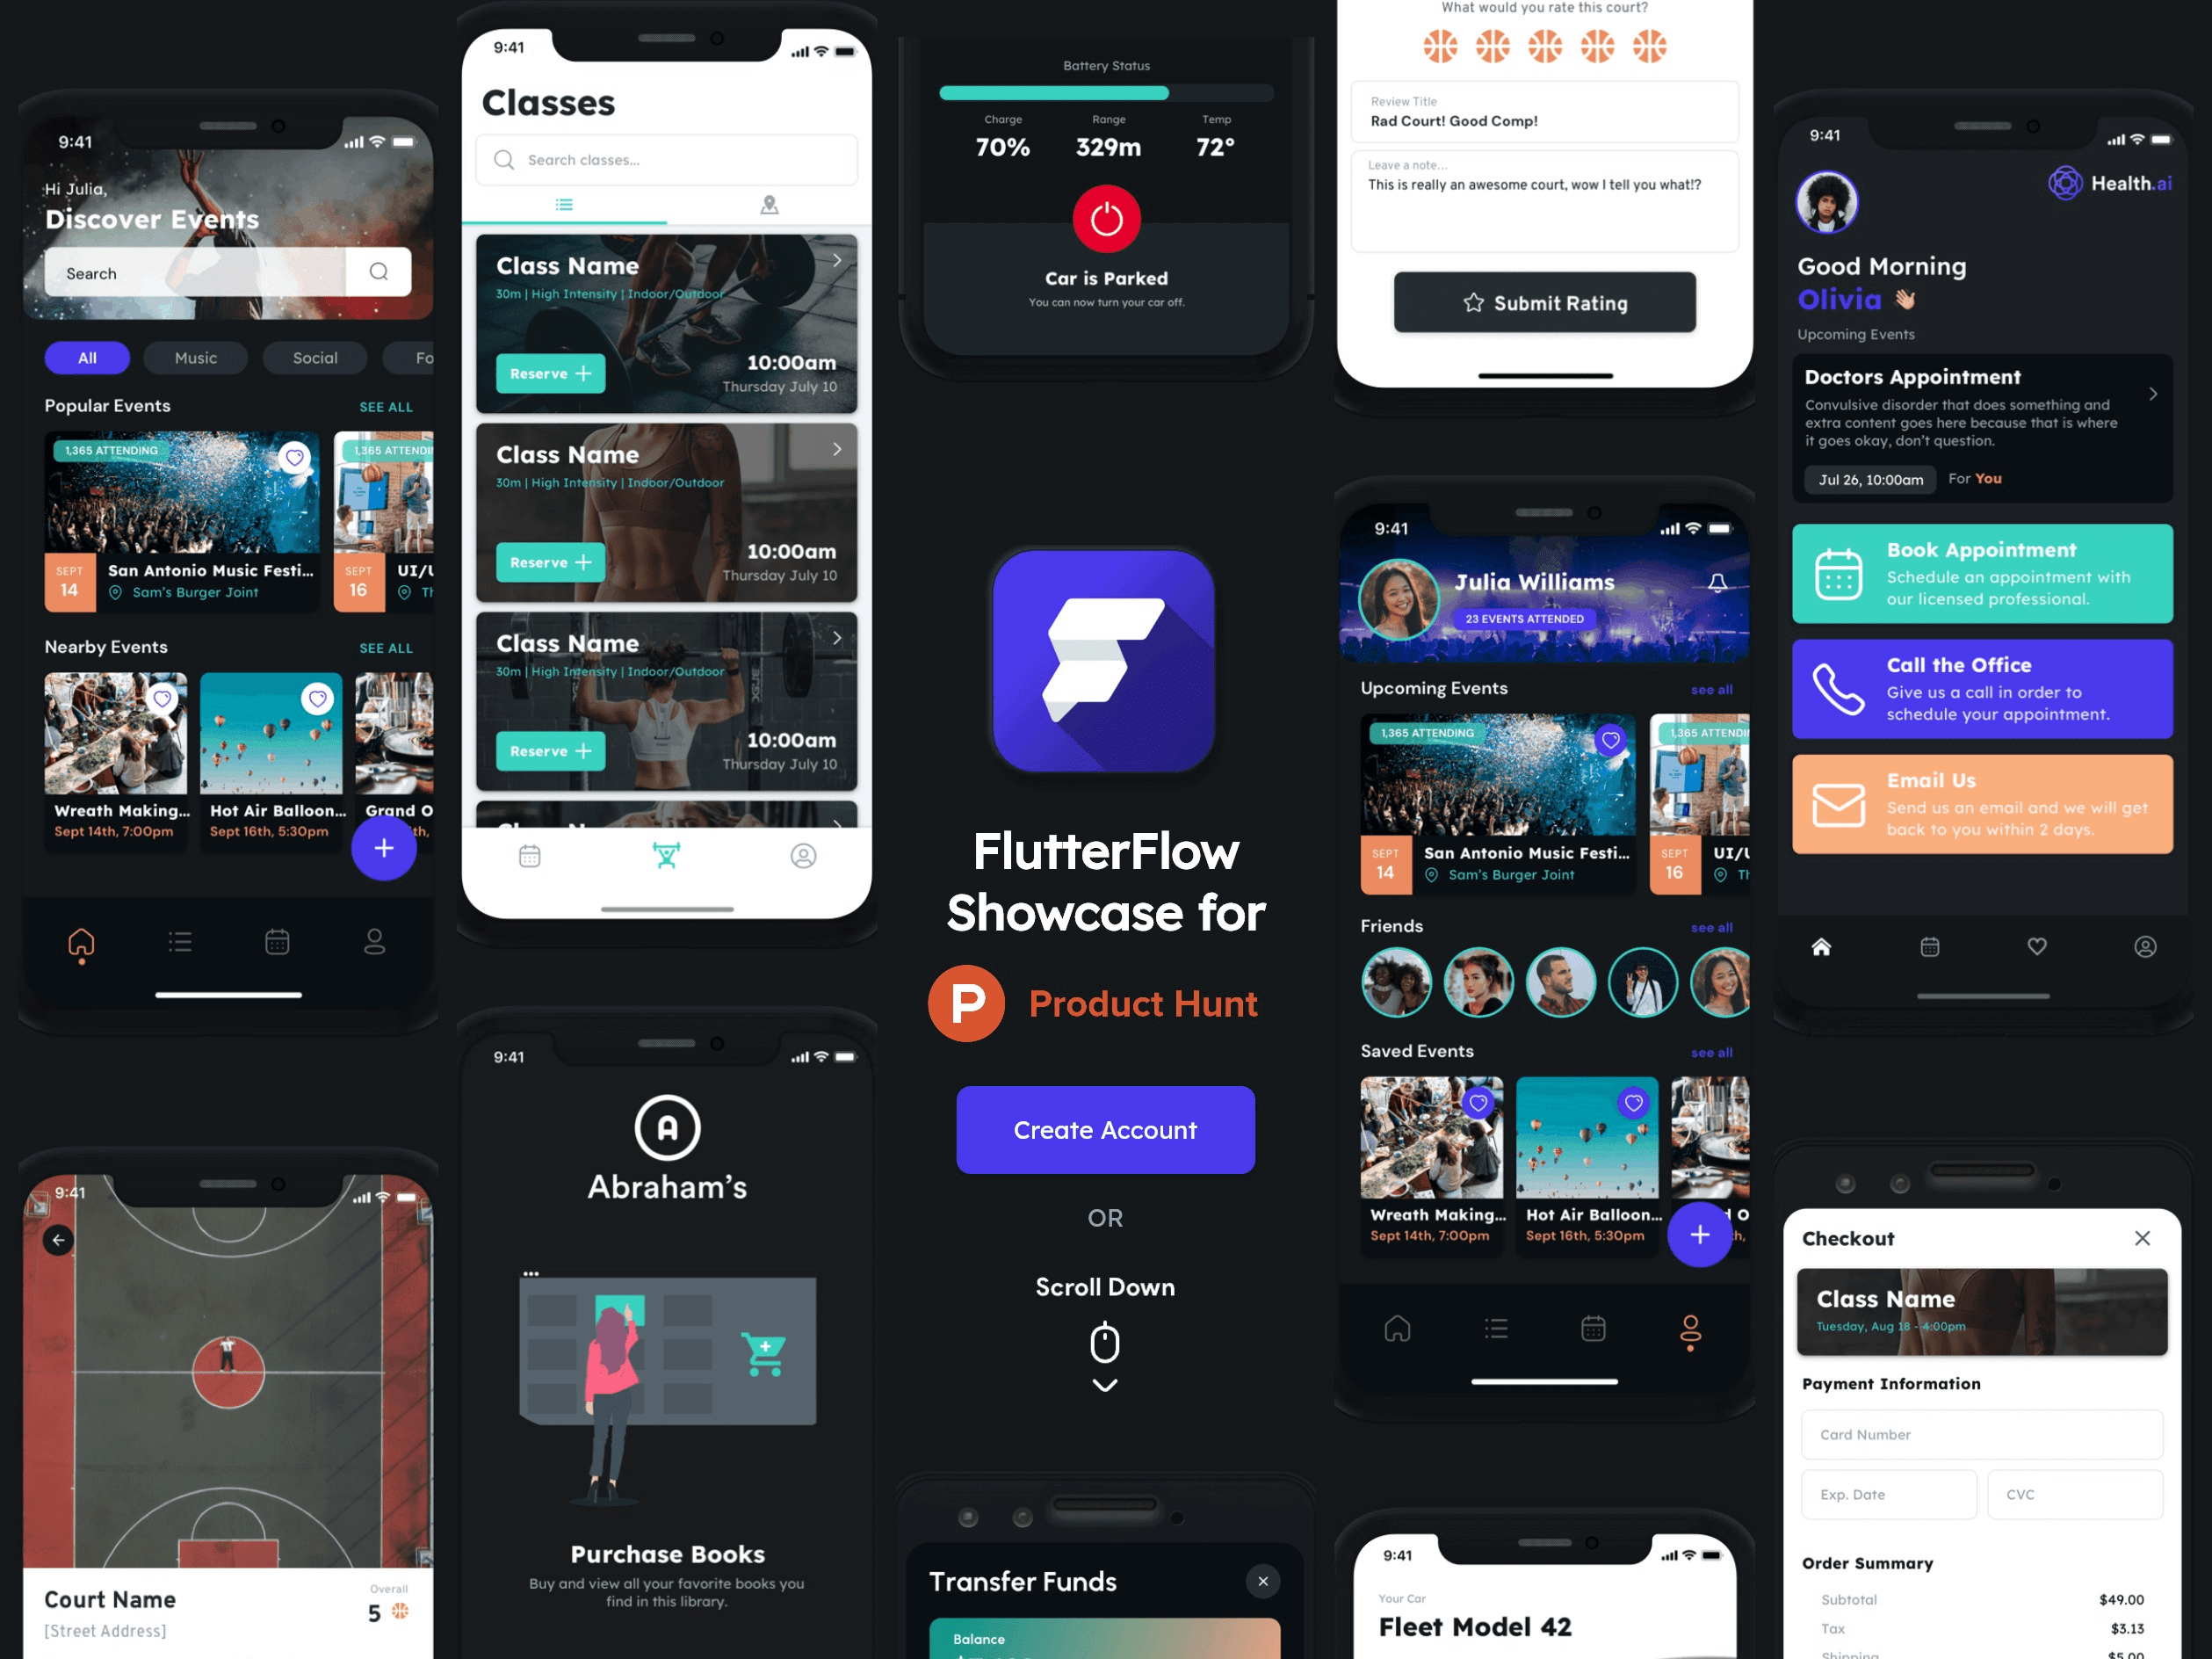 9:41
Hi Julia,
Discover Events
Search
All
Music
Social
Fo
Popular Events
SEE ALL
1,365 ATTENDING
1,365 ATTENDIN
SEPT
14
San Antonio Music Festi...
Sam's Burger Joint
SEPT
16
UI/U
Th
Nearby Events
SEE ALL
Wreath Making...
Sept 14th, 7:00pm
Hot Air Balloon...
Sept 16th, 5:30pm
Grand O
th,
9:41
Court Name
[Street Address]
Overall
5
9:41
Classes
Search classes...
Class Name
30m | High Intensity | Indoor/Outdoor
Reserve
10:00am
Thursday July 10
Class Name
30m | High Intensity | Indoor/Outdoor
Reserve
10:00am
Thursday July 10
Class Name
30m | High Intensity | Indoor/Outdoor
Reserve
10:00am
Thursday July 10
9:41
A
Abraham's
Purchase Books
Buy and view all your favorite books you
find in this library.
Battery Status
Charge
70%
Range
329m
Temp
72°
Car is Parked
You can now turn your car off.
FlutterFlow
Showcase for
P Product Hunt
Create Account
OR
Scroll Down
Transfer Funds
Balance
What would you rate this court?
Review Title
Rad Court! Good Comp!
Leave a note...
This is really an awesome court, wow I tell you what!?
Submit Rating
9:41
Julia Williams
23 EVENTS ATTENDED
Upcoming Events
see all
1,365 ATTENDING
1,365 ATTENDI
SEPT
14
San Antonio Music Festi...
Sam's Burger Joint
SEPT
16
UI/U
Th
Friends
see all
Saved Events
see all
Wreath Making...
Sept 14th, 7:00pm
Hot Air Balloon...
Sept 16th, 5:30pm
d O
th,
9:41
Your Car
Fleet Model 42
9:41
Health.ai
Good Morning
Olivia 👋🏼
Upcoming Events
Doctors Appointment
Convulsive disorder that does something and
extra content goes here because that is where
it goes okay, don't question.
Jul 26, 10:00am
For You
Book Appointment
Schedule an appointment with
our licensed professional.
Call the Office
Give us a call in order to
schedule your appointment.
Email Us
Send us an email and we will get
back to you within 2 days.
Checkout
Class Name
Tuesday, Aug 18 - 4:00pm
Payment Information
Card Number
Exp. Date
CVC
Order Summary
Subtotal
$49.00
Tax
$3.13
Shipping
$5.00